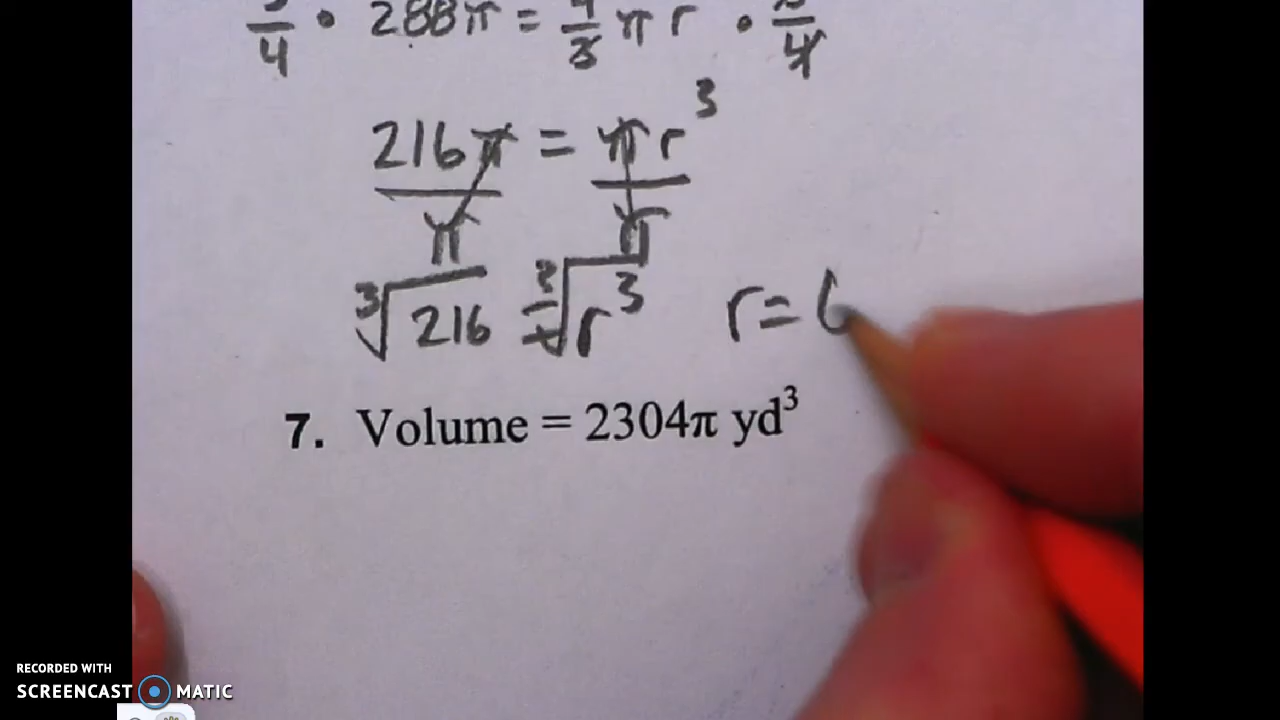 3/4 • 288π = 4/3 π r • 3/4
216π/π = πr³/π
∛216 = ∛r³ r = 6
7. Volume = 2304π yd³
RECORDED WITH
SCREENCAST MATIC